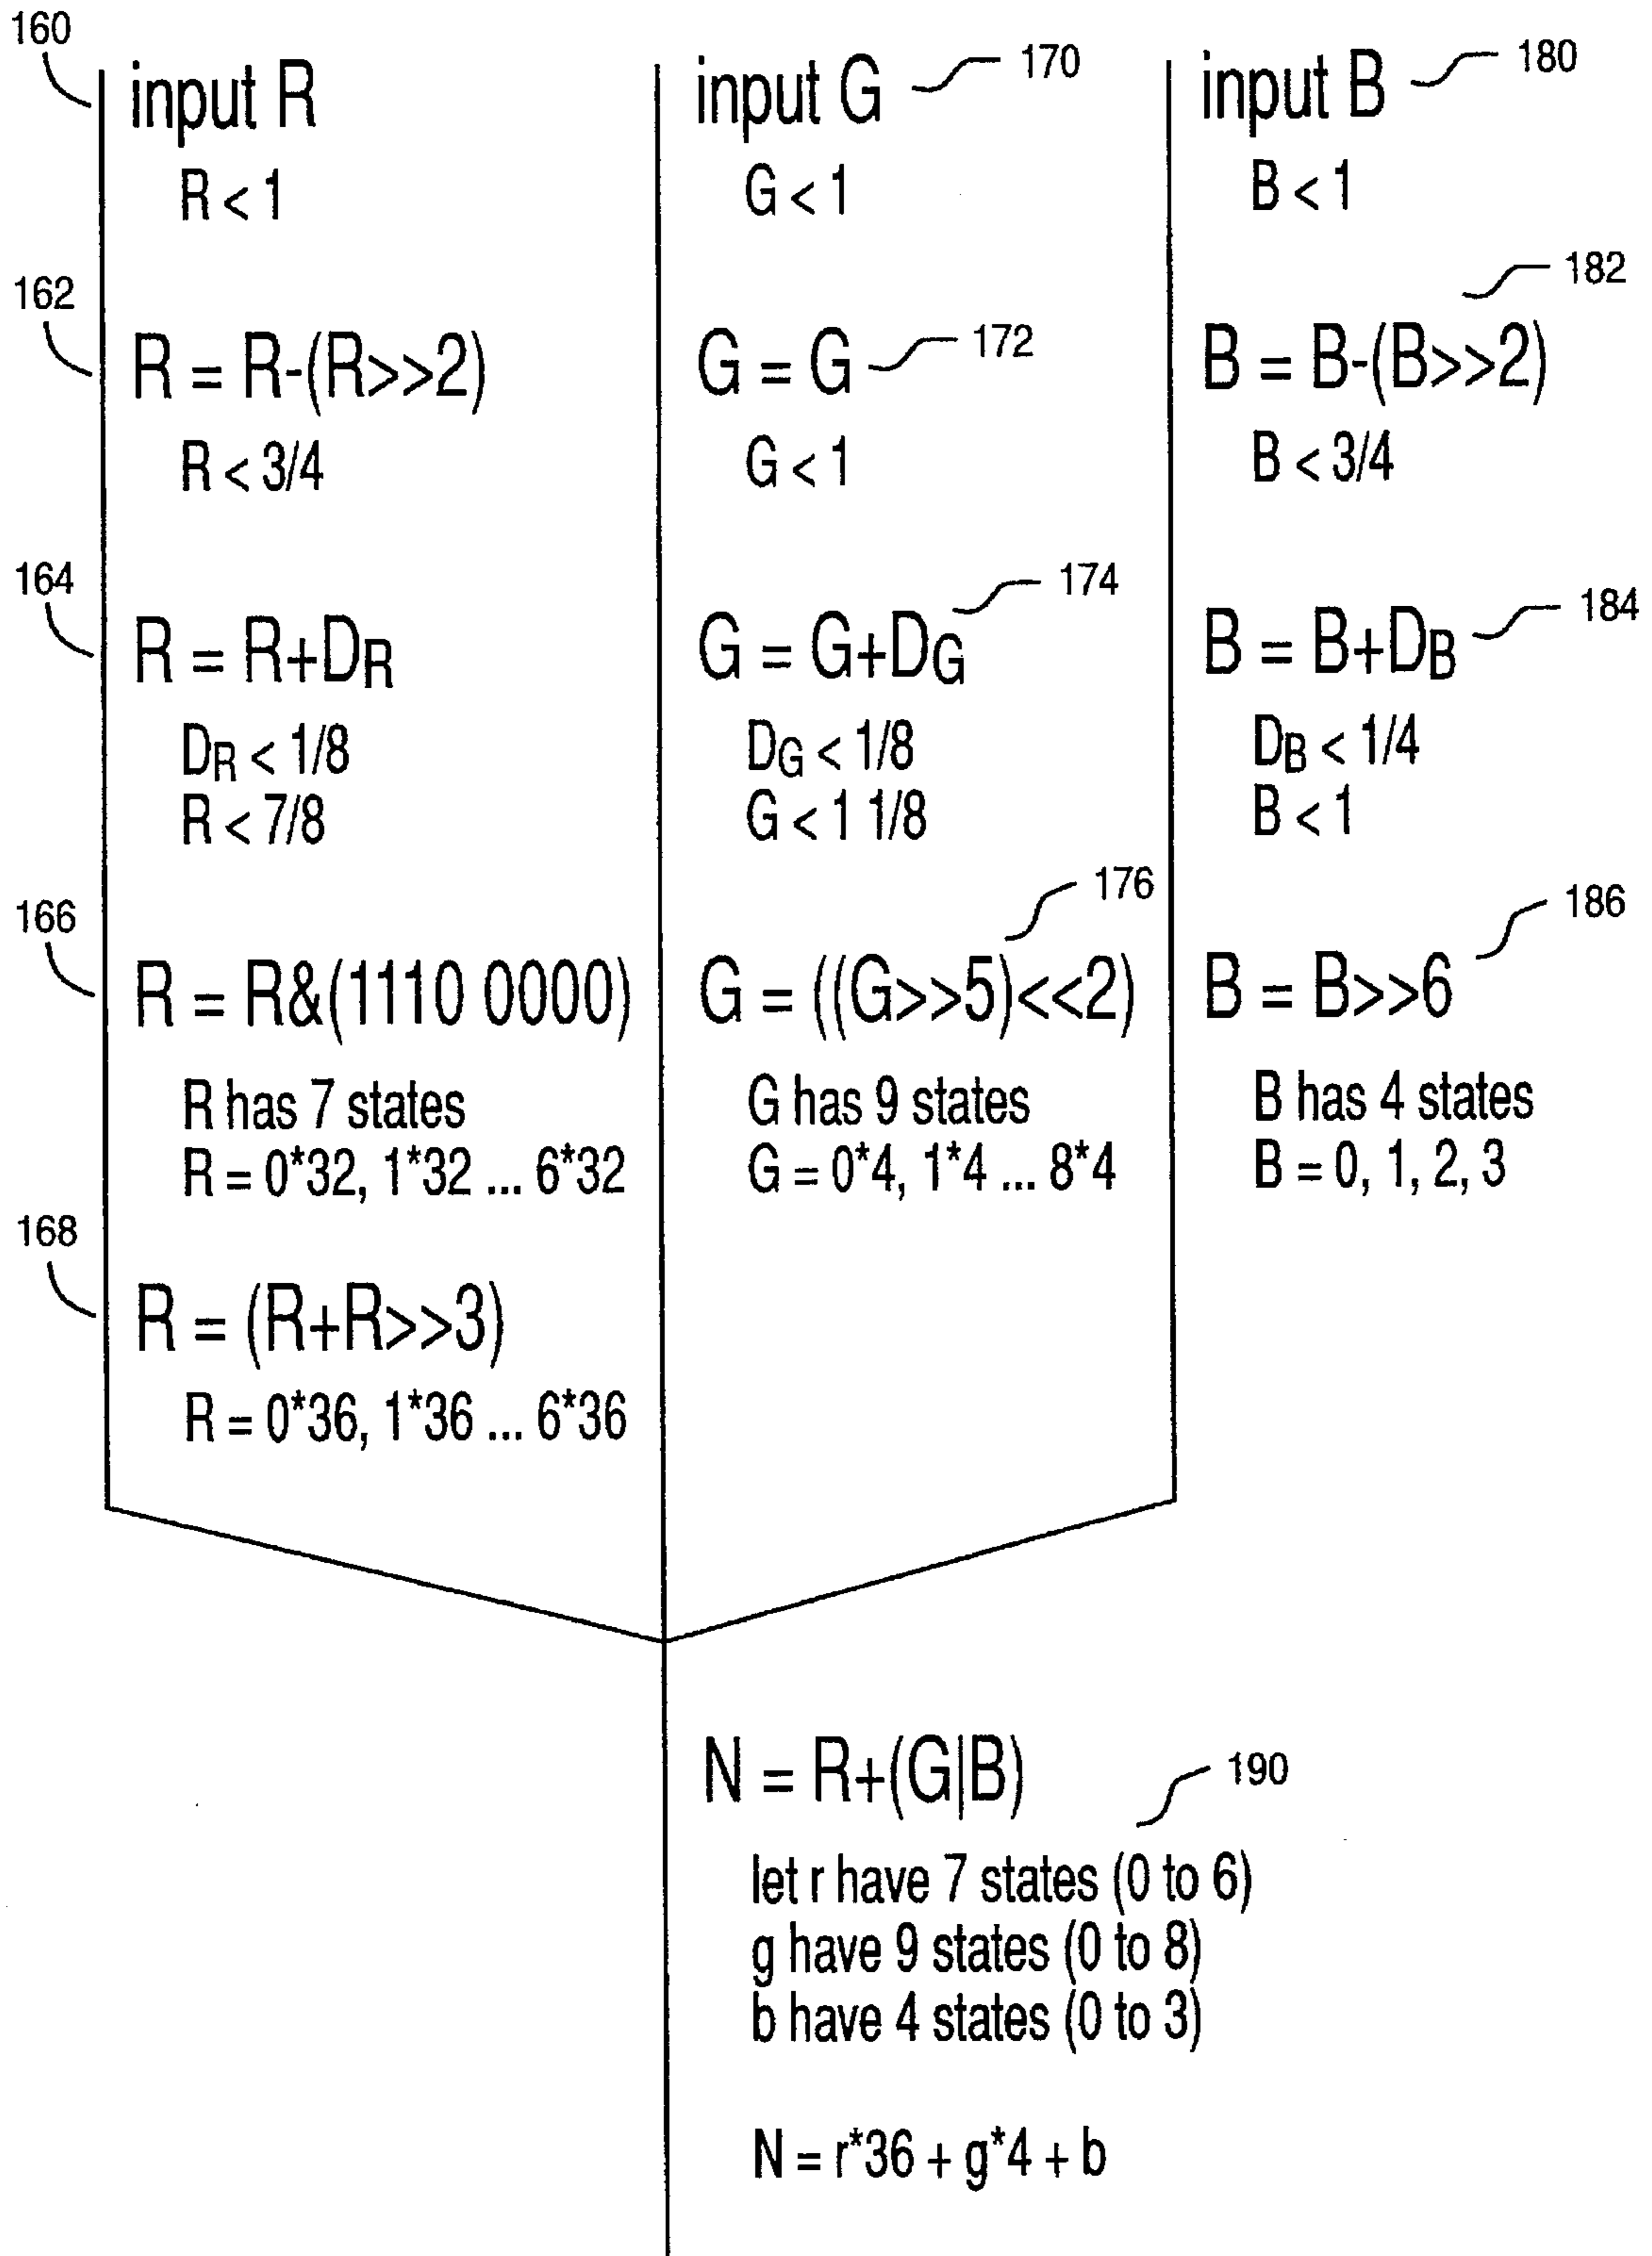 160
input R
R < 1
162
R = R-(R>>2)
R < 3/4
164
R = R+DR
DR < 1/8
R < 7/8
166
R = R&(1110 0000)
R has 7 states
R = 0*32, 1*32 ... 6*32
168
R = (R+R>>3)
R = 0*36, 1*36 ... 6*36
input G
170
G < 1
G = G
172
G < 1
174
G = G+DG
DG < 1/8
G < 1 1/8
176
G = ((G>>5)<<2)
G has 9 states
G = 0*4, 1*4 ... 8*4
input B
180
B < 1
182
B = B-(B>>2)
B < 3/4
B = B+DB
184
DB < 1/4
B < 1
186
B = B>>6
B has 4 states
B = 0, 1, 2, 3
N = R+(G|B)
190
let r have 7 states (0 to 6)
g have 9 states (0 to 8)
b have 4 states (0 to 3)
N = r*36 + g*4 + b